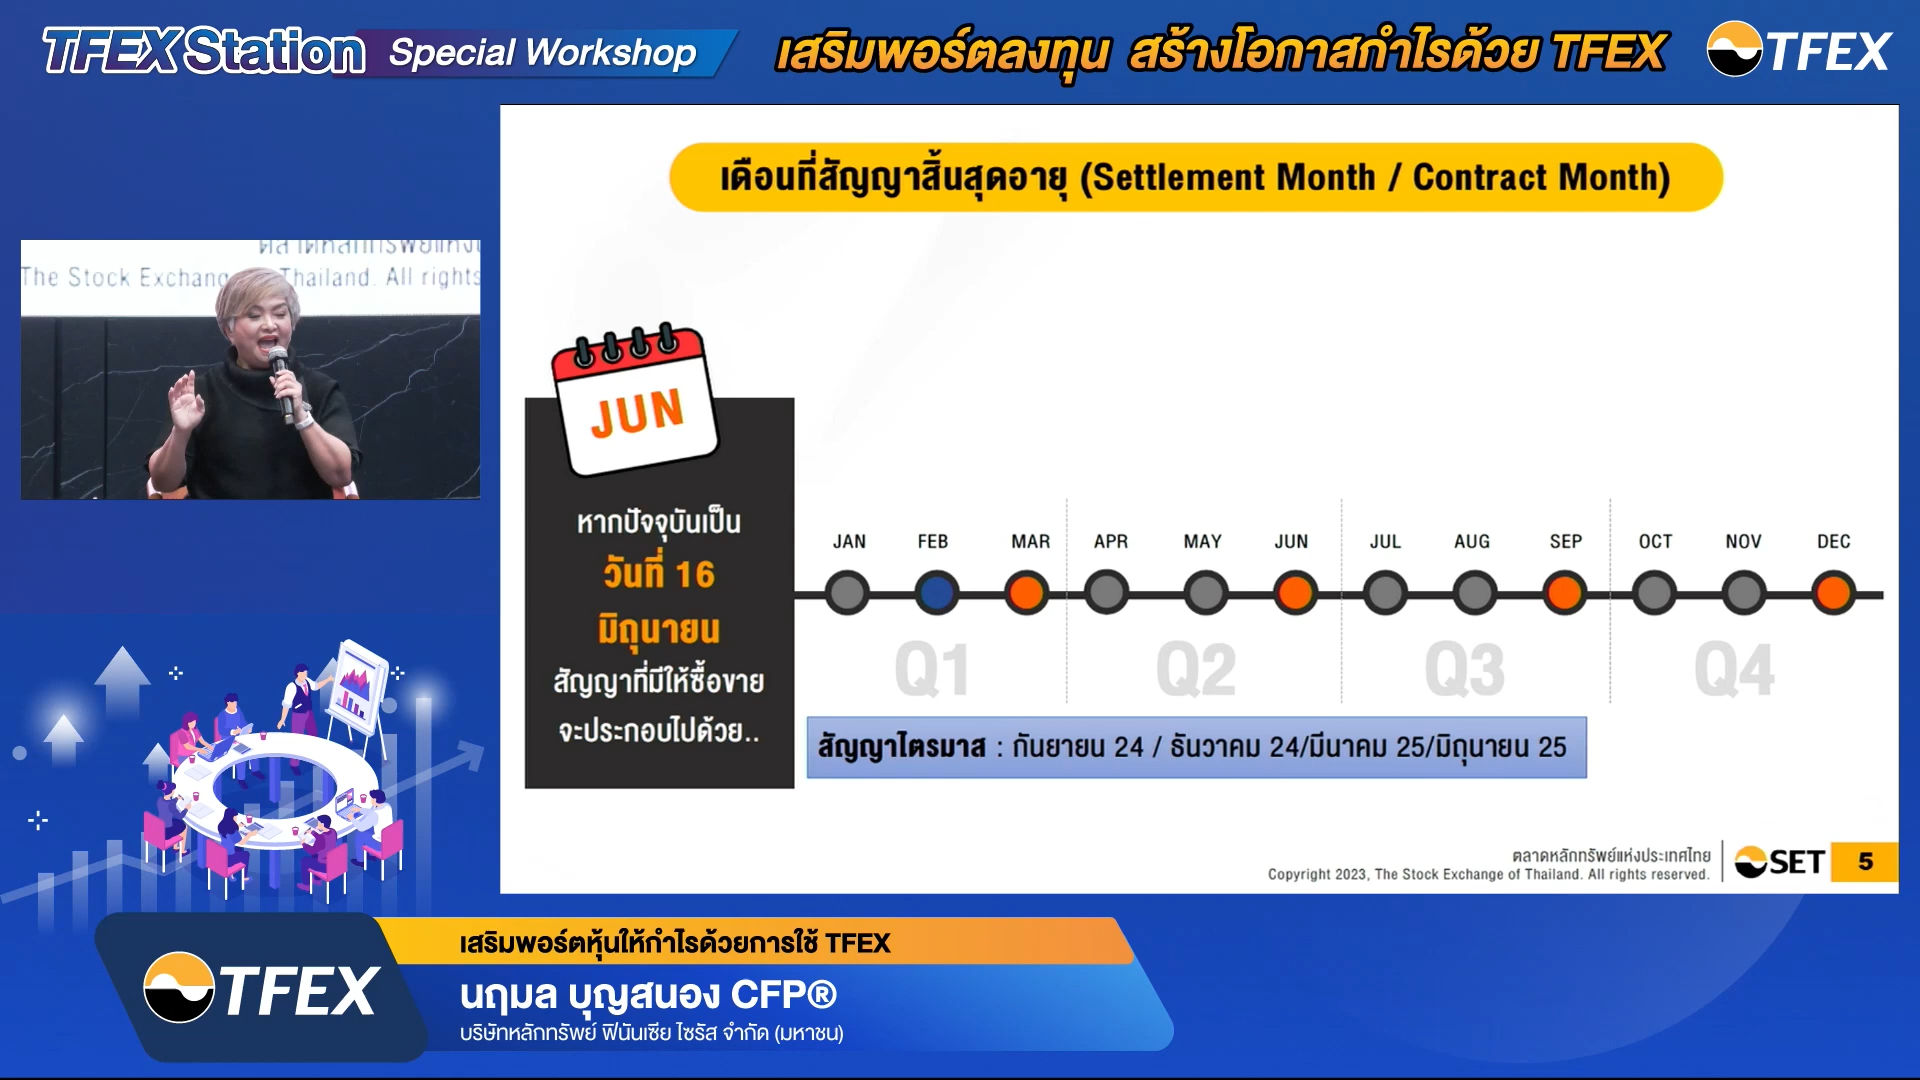 TFEX Station Special Workshop
เสริมพอร์ตลงทุน สร้างโอกาสกำไรด้วย TFEX
TFEX
เดือนที่สัญญาสิ้นสุดอายุ (Settlement Month / Contract Month)
The Stock Exchange Thailand. All rights
JUN
หากปัจจุบันเป็น
วันที่ 16
มิถุนายน
สัญญาที่มีให้ซื้อขาย
จะประกอบไปด้วย..
JAN FEB MAR APR MAY JUN JUL AUG SEP OCT NOV DEC
Q1 Q2 Q3 Q4
สัญญาไตรมาส : กันยายน 24 / ธันวาคม 24/มีนาคม 25/มิถุนายน 25
ตลาดหลักทรัพย์แห่งประเทศไทย
Copyright 2023, The Stock Exchange of Thailand. All rights reserved.
SET 5
TFEX
เสริมพอร์ตหุ้นให้กำไรด้วยการใช้ TFEX
นฤมล บุญสนอง CFP®
บริษัทหลักทรัพย์ ฟินันเซีย ไซรัส จำกัด (มหาชน)